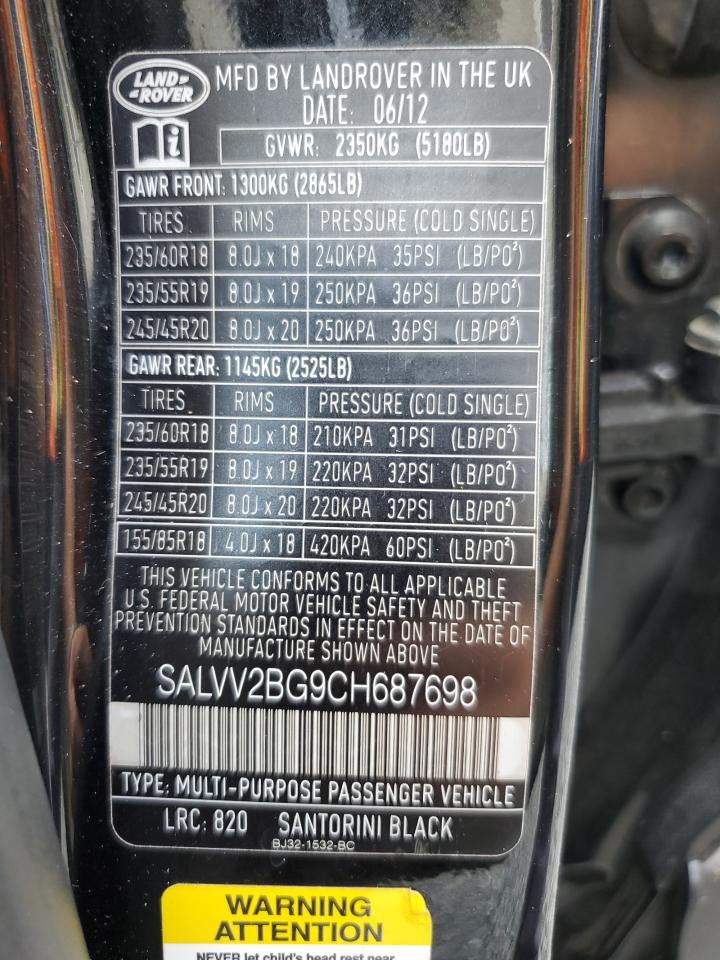 LAND-
-ROVER
MFD BY LANDROVER IN THE UK
DATE: 06/12
GVWR: 2350KG (5180LB)
GAWR FRONT: 1300KG (2865LB)
TIRES RIMS PRESSURE (COLD SINGLE)
235/60R18 8.0J x 18 240KPA 35PSI (LB/PO²)
235/55R19 8.0J x 19 250KPA 36PSI (LB/PO²)
245/45R20 8.0J x 20 250KPA 36PSI (LB/PO²)
GAWR REAR: 1145KG (2525LB)
TIRES RIMS PRESSURE (COLD SINGLE)
235/60R18 8.0J x 18 210KPA 31PSI (LB/PO²)
235/55R19 8.0J x 19 220KPA 32PSI (LB/PO²)
245/45R20 8.0J x 20 220KPA 32PSI (LB/PO²)
155/85R18 4.0J x 18 420KPA 60PSI (LB/PO²)
THIS VEHICLE CONFORMS TO ALL APPLICABLE
U.S. FEDERAL MOTOR VEHICLE SAFETY AND THEFT
PREVENTION STANDARDS IN EFFECT ON THE DATE OF
MANUFACTURE SHOWN ABOVE
SALVV2BG9CH687698
TYPE: MULTI-PURPOSE PASSENGER VEHICLE
LRC: 820 SANTORINI BLACK
BJ32-1532-BC
WARNING
ATTENTION
NEVER let child's head rest near